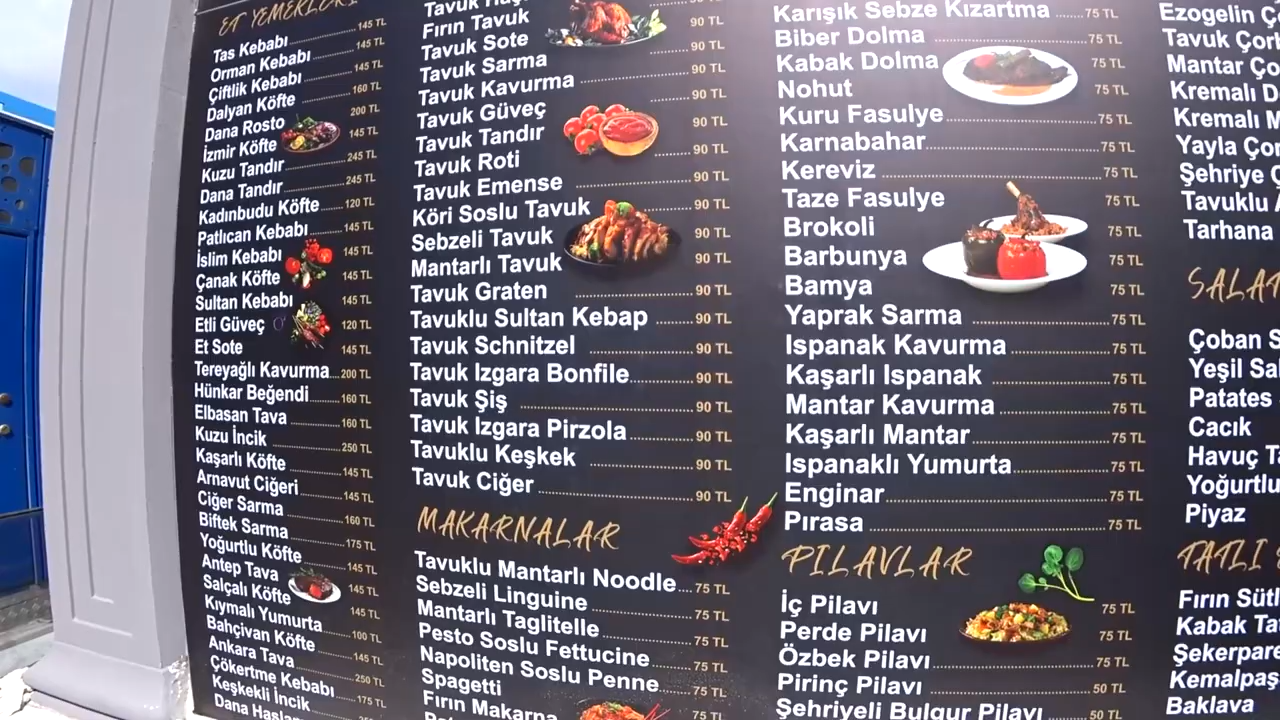 ET YEMEKLERİ
Tas Kebabı 145 TL
Orman Kebabı 145 TL
Çiftlik Kebabı 145 TL
Dalyan Köfte 160 TL
Dana Rosto 200 TL
İzmir Köfte 145 TL
Kuzu Tandır 245 TL
Dana Tandır 245 TL
Kadınbudu Köfte 120 TL
Patlıcan Kebabı 145 TL
İslim Kebabı 145 TL
Çanak Köfte 145 TL
Sultan Kebabı 145 TL
Etli Güveç 120 TL
Et Sote 145 TL
Tereyağlı Kavurma 200 TL
Hünkar Beğendi 160 TL
Elbasan Tava 160 TL
Kuzu İncik 250 TL
Kaşarlı Köfte 145 TL
Arnavut Ciğeri 145 TL
Ciğer Sarma 160 TL
Biftek Sarma 175 TL
Yoğurtlu Köfte 145 TL
Antep Tava 145 TL
Salçalı Köfte 145 TL
Kıymalı Yumurta 100 TL
Bahçivan Köfte 145 TL
Ankara Tava 250 TL
Çökertme Kebabı 175 TL
Keşkekli İncik
Dana
Tavuk
Fırın Tavuk 90 TL
Tavuk Sote 90 TL
Tavuk Sarma 90 TL
Tavuk Kavurma 90 TL
Tavuk Güveç 90 TL
Tavuk Tandır 90 TL
Tavuk Roti 90 TL
Tavuk Emense 90 TL
Köri Soslu Tavuk 90 TL
Sebzeli Tavuk 90 TL
Mantarlı Tavuk 90 TL
Tavuk Graten 90 TL
Tavuklu Sultan Kebap 90 TL
Tavuk Schnitzel 90 TL
Tavuk Izgara Bonfile 90 TL
Tavuk Şiş 90 TL
Tavuk Izgara Pirzola 90 TL
Tavuklu Keşkek 90 TL
Tavuk Ciğer 90 TL
MAKARNALAR
Tavuklu Mantarlı Noodle 75 TL
Sebzeli Linguine 75 TL
Mantarlı Taglitelle 75 TL
Pesto Soslu Fettucine 75 TL
Napoliten Soslu Penne 75 TL
Spagetti
Fırın Makarna 75 TL
Karışık Sebze Kızartma 75 TL
Biber Dolma 75 TL
Kabak Dolma 75 TL
Nohut 75 TL
Kuru Fasulye 75 TL
Karnabahar 75 TL
Kereviz 75 TL
Taze Fasulye 75 TL
Brokoli 75 TL
Barbunya 75 TL
Bamya 75 TL
Yaprak Sarma 75 TL
Ispanak Kavurma 75 TL
Kaşarlı Ispanak 75 TL
Mantar Kavurma 75 TL
Kaşarlı Mantar 75 TL
Ispanaklı Yumurta 75 TL
Enginar 75 TL
Pırasa 75 TL
PİLAVLAR
İç Pilavı 75 TL
Perde Pilavı 75 TL
Özbek Pilavı 75 TL
Pirinç Pilavı 50 TL
Şehriyeli Bulgur Pilavı 50 TL
Ezogelin
Tavuk
Mantar
Kremalı
Kremalı
Yayla
Şehriye
Tavuklu
Tarhana
Çoban
Yeşil
Patates
Cacık
Havuç
Yoğurtlu
Piyaz
TATLI
Fırın
Kabak
Şekerpare
Baklava